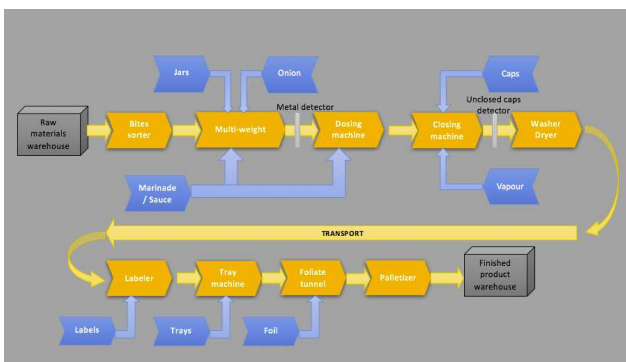 Jars
Onion
Caps
Metal detector
Unclosed caps
detector
Raw
materials
warehouse
Bites
sorter
Multi-weight
Dosing
machine
Closing
machine
Washer
Dryer
Marinade
/ Sauce
Vapour
TRANSPORT
Labeler
Tray
machine
Foliate
tunnel
Palletizer
Finished
product
warehouse
Labels
Trays
Foil